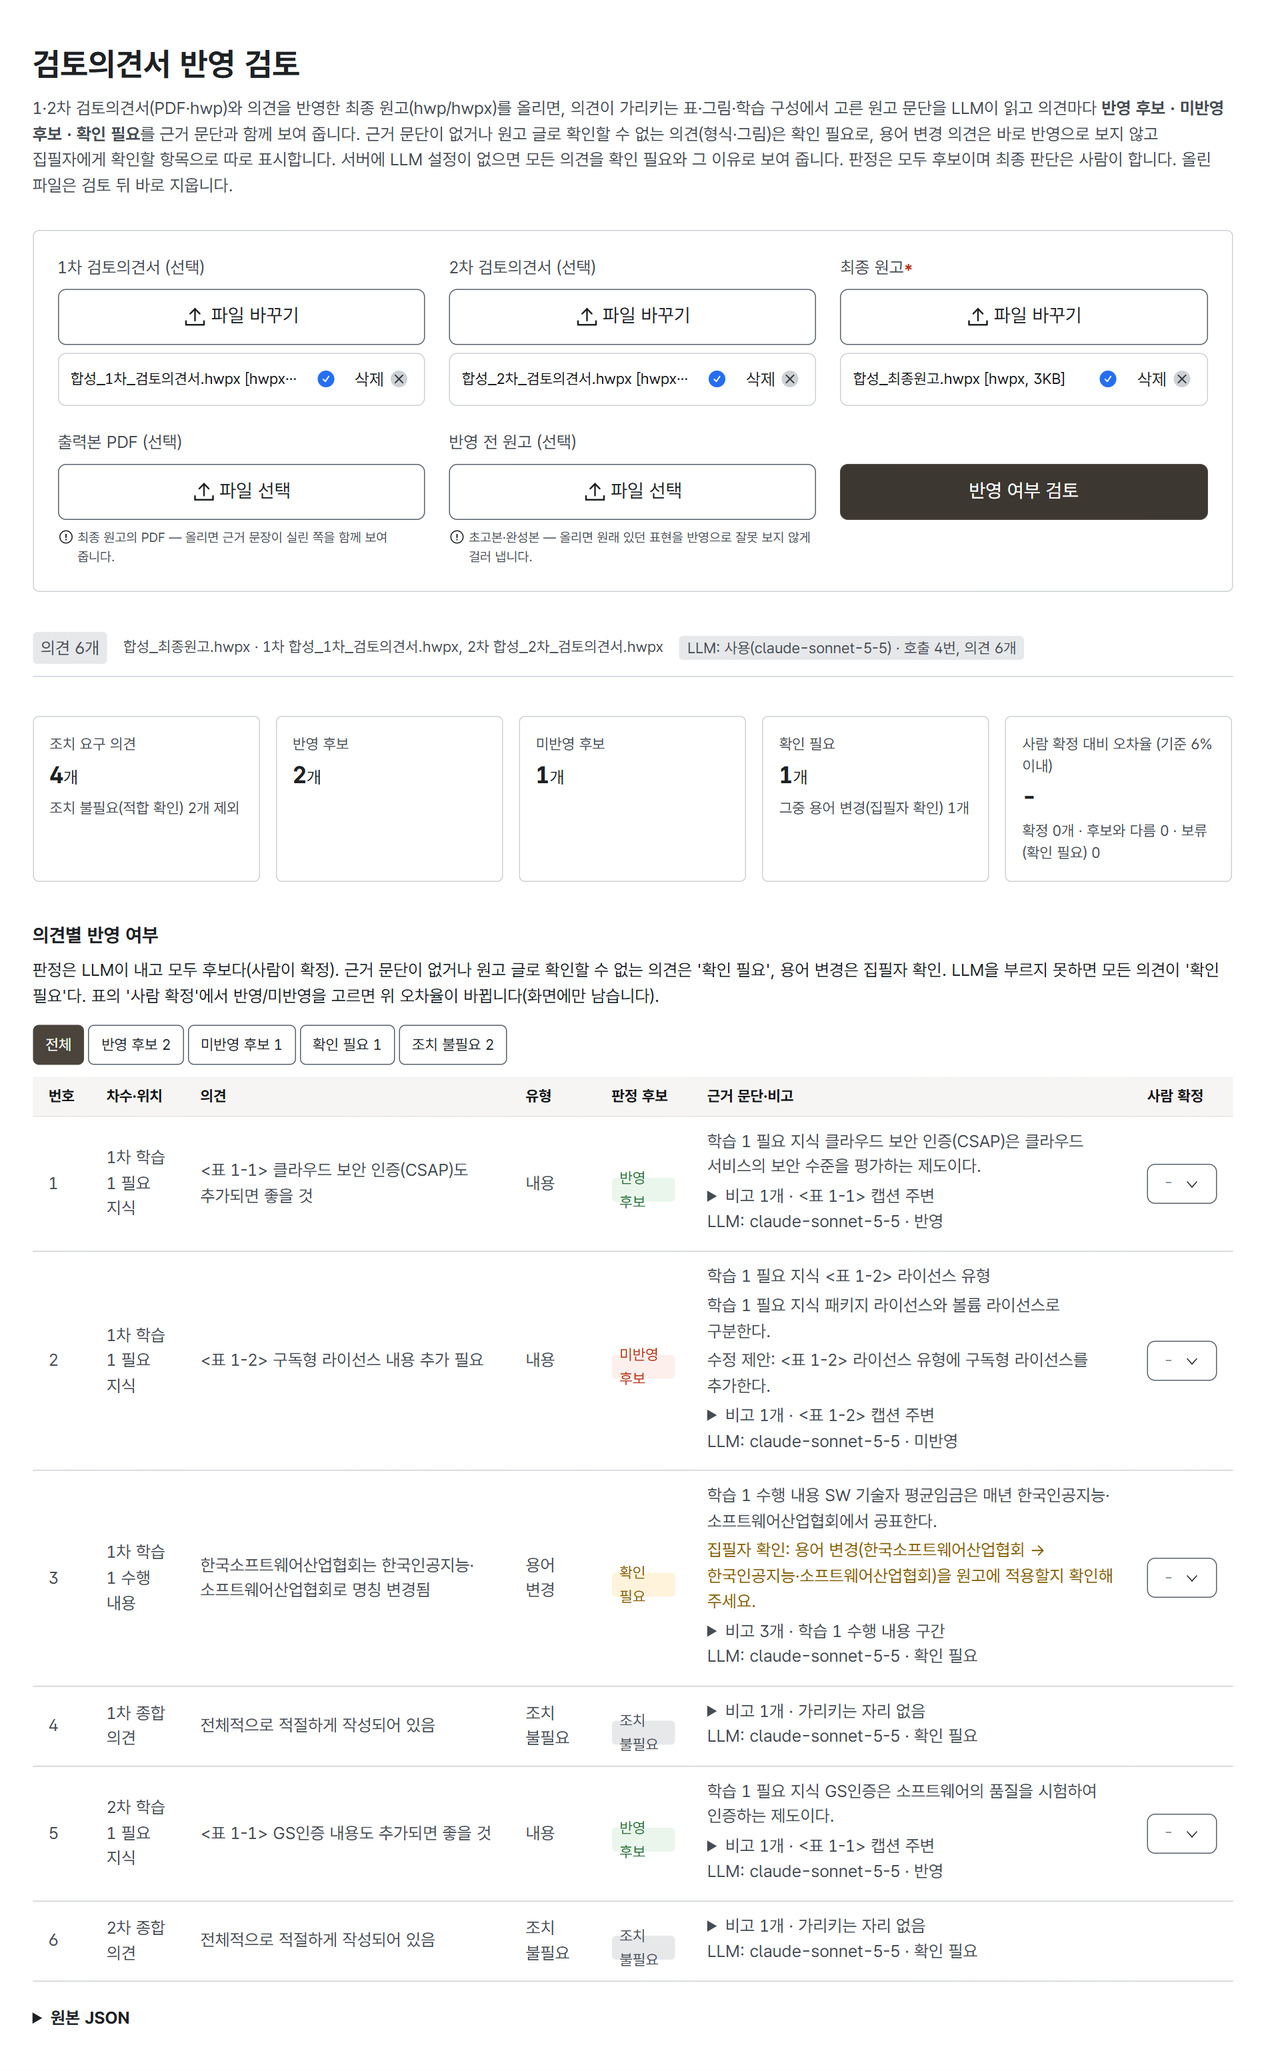 검토의견서 반영 검토
1·2차 검토의견서(PDF·hwp)와 의견을 반영한 최종 원고(hwp/hwpx)를 올리면, 의견이 가리키는 표·그림·학습 구성에서 고른 원고 문단을 LLM이 읽고 의견마다 반영 후보 · 미반영
후보 · 확인 필요를 근거 문단과 함께 보여 줍니다. 근거 문단이 없거나 원고 글로 확인할 수 없는 의견(형식·그림)은 확인 필요로, 용어 변경 의견은 바로 반영으로 보지 않고
집필자에게 확인할 항목으로 따로 표시합니다. 서버에 LLM 설정이 없으면 모든 의견을 확인 필요와 그 이유로 보여 줍니다. 판정은 모두 후보이며 최종 판단은 사람이 합니다. 올린
파일은 검토 뒤 바로 지웁니다.
1차 검토의견서 (선택)
파일 바꾸기
합성_1차_검토의견서.hwpx [hwpx···
삭제
2차 검토의견서 (선택)
파일 바꾸기
합성_2차_검토의견서.hwpx [hwpx···
삭제
최종 원고*
파일 바꾸기
합성_최종원고.hwpx [hwpx, 3KB]
삭제
출력본 PDF (선택)
파일 선택
최종 원고의 PDF — 올리면 근거 문장이 실린 쪽을 함께 보여
줍니다.
반영 전 원고 (선택)
파일 선택
초고본·완성본 — 올리면 원래 있던 표현을 반영으로 잘못 보지 않게
걸러 냅니다.
반영 여부 검토
의견 6개
합성_최종원고.hwpx · 1차 합성_1차_검토의견서.hwpx, 2차 합성_2차_검토의견서.hwpx
LLM: 사용(claude-sonnet-5-5) · 호출 4번, 의견 6개
조치 요구 의견
4개
조치 불필요(적합 확인) 2개 제외
반영 후보
2개
미반영 후보
1개
확인 필요
1개
그중 용어 변경(집필자 확인) 1개
사람 확정 대비 오차율 (기준 6%
이내)
-
확정 0개 · 후보와 다름 0 · 보류
(확인 필요) 0
의견별 반영 여부
판정은 LLM이 내고 모두 후보다(사람이 확정). 근거 문단이 없거나 원고 글로 확인할 수 없는 의견은 '확인 필요', 용어 변경은 집필자 확인. LLM을 부르지 못하면 모든 의견이 '확인
필요'다. 표의 '사람 확정'에서 반영/미반영을 고르면 위 오차율이 바뀝니다(화면에만 남습니다).
전체
반영 후보 2
미반영 후보 1
확인 필요 1
조치 불필요 2
번호
차수·위치
의견
유형
판정 후보
근거 문단·비고
사람 확정
1
1차 학습
1 필요
지식
<표 1-1> 클라우드 보안 인증(CSAP)도
추가되면 좋을 것
내용
반영
후보
학습 1 필요 지식 클라우드 보안 인증(CSAP)은 클라우드
서비스의 보안 수준을 평가하는 제도이다.
▶ 비고 1개 · <표 1-1> 캡션 주변
LLM: claude-sonnet-5-5 · 반영
-
2
1차 학습
1 필요
지식
<표 1-2> 구독형 라이선스 내용 추가 필요
내용
미반영
후보
학습 1 필요 지식 <표 1-2> 라이선스 유형
학습 1 필요 지식 패키지 라이선스와 볼륨 라이선스로
구분한다.
수정 제안: <표 1-2> 라이선스 유형에 구독형 라이선스를
추가한다.
▶ 비고 1개 · <표 1-2> 캡션 주변
LLM: claude-sonnet-5-5 · 미반영
-
3
1차 학습
1 수행
내용
한국소프트웨어산업협회는 한국인공지능·
소프트웨어산업협회로 명칭 변경됨
용어
변경
확인
필요
학습 1 수행 내용 SW 기술자 평균임금은 매년 한국인공지능·
소프트웨어산업협회에서 공표한다.
집필자 확인: 용어 변경(한국소프트웨어산업협회 →
한국인공지능·소프트웨어산업협회)을 원고에 적용할지 확인해
주세요.
▶ 비고 3개 · 학습 1 수행 내용 구간
LLM: claude-sonnet-5-5 · 확인 필요
-
4
1차 종합
의견
전체적으로 적절하게 작성되어 있음
조치
불필요
조치
불필요
▶ 비고 1개 · 가리키는 자리 없음
LLM: claude-sonnet-5-5 · 확인 필요
5
2차 학습
1 필요
지식
<표 1-1> GS인증 내용도 추가되면 좋을 것
내용
반영
후보
학습 1 필요 지식 GS인증은 소프트웨어의 품질을 시험하여
인증하는 제도이다.
▶ 비고 1개 · <표 1-1> 캡션 주변
LLM: claude-sonnet-5-5 · 반영
-
6
2차 종합
의견
전체적으로 적절하게 작성되어 있음
조치
불필요
조치
불필요
▶ 비고 1개 · 가리키는 자리 없음
LLM: claude-sonnet-5-5 · 확인 필요
▶ 원본 JSON